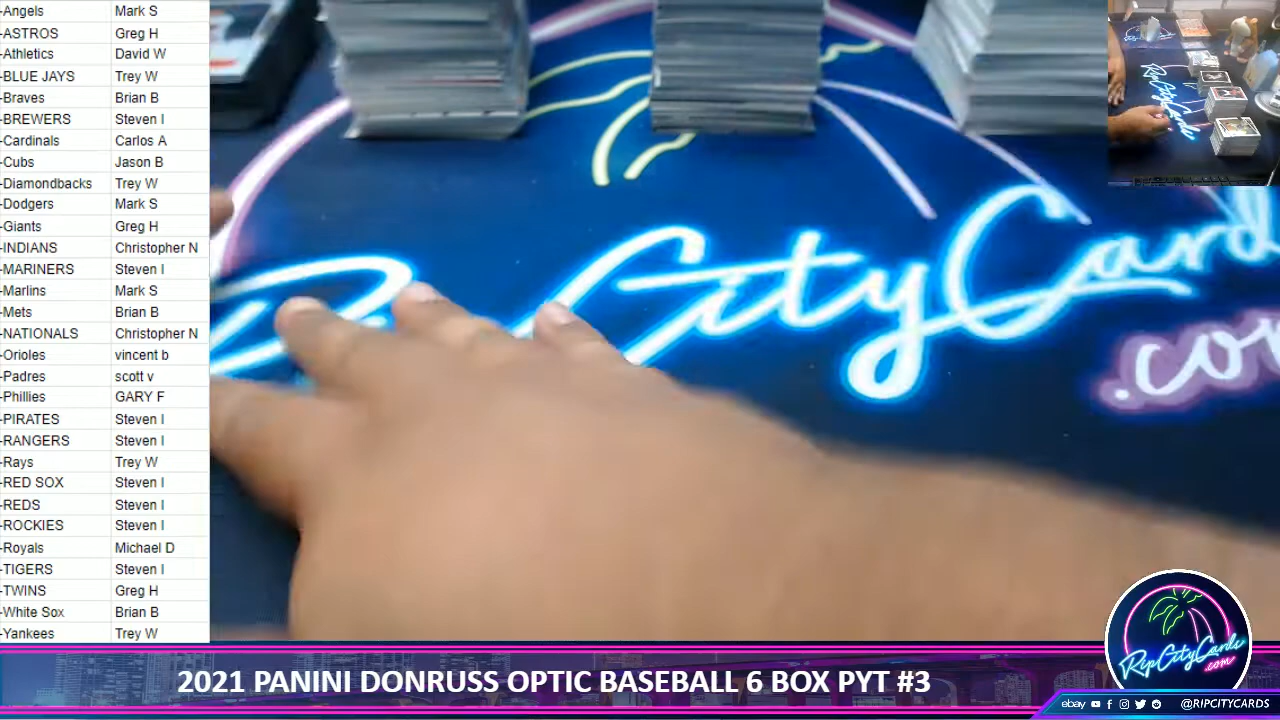 -Angels Mark S
-ASTROS Greg H
-Athletics David W
-BLUE JAYS Trey W
-Braves Brian B
-BREWERS Steven I
-Cardinals Carlos A
-Cubs Jason B
-Diamondbacks Trey W
-Dodgers Mark S
-Giants Greg H
-INDIANS Christopher N
-MARINERS Steven I
-Marlins Mark S
-Mets Brian B
-NATIONALS Christopher N
-Orioles vincent b
-Padres scott v
-Phillies GARY F
-PIRATES Steven I
-RANGERS Steven I
-Rays Trey W
-RED SOX Steven I
-REDS Steven I
-ROCKIES Steven I
-Royals Michael D
-TIGERS Steven I
-TWINS Greg H
-White Sox Brian B
-Yankees Trey W
RipCityCards
CityCard
.co
RipCityCards
.com
2021 PANINI DONRUSS OPTIC BASEBALL 6 BOX PYT #3
ebay @RIPCITYCARDS